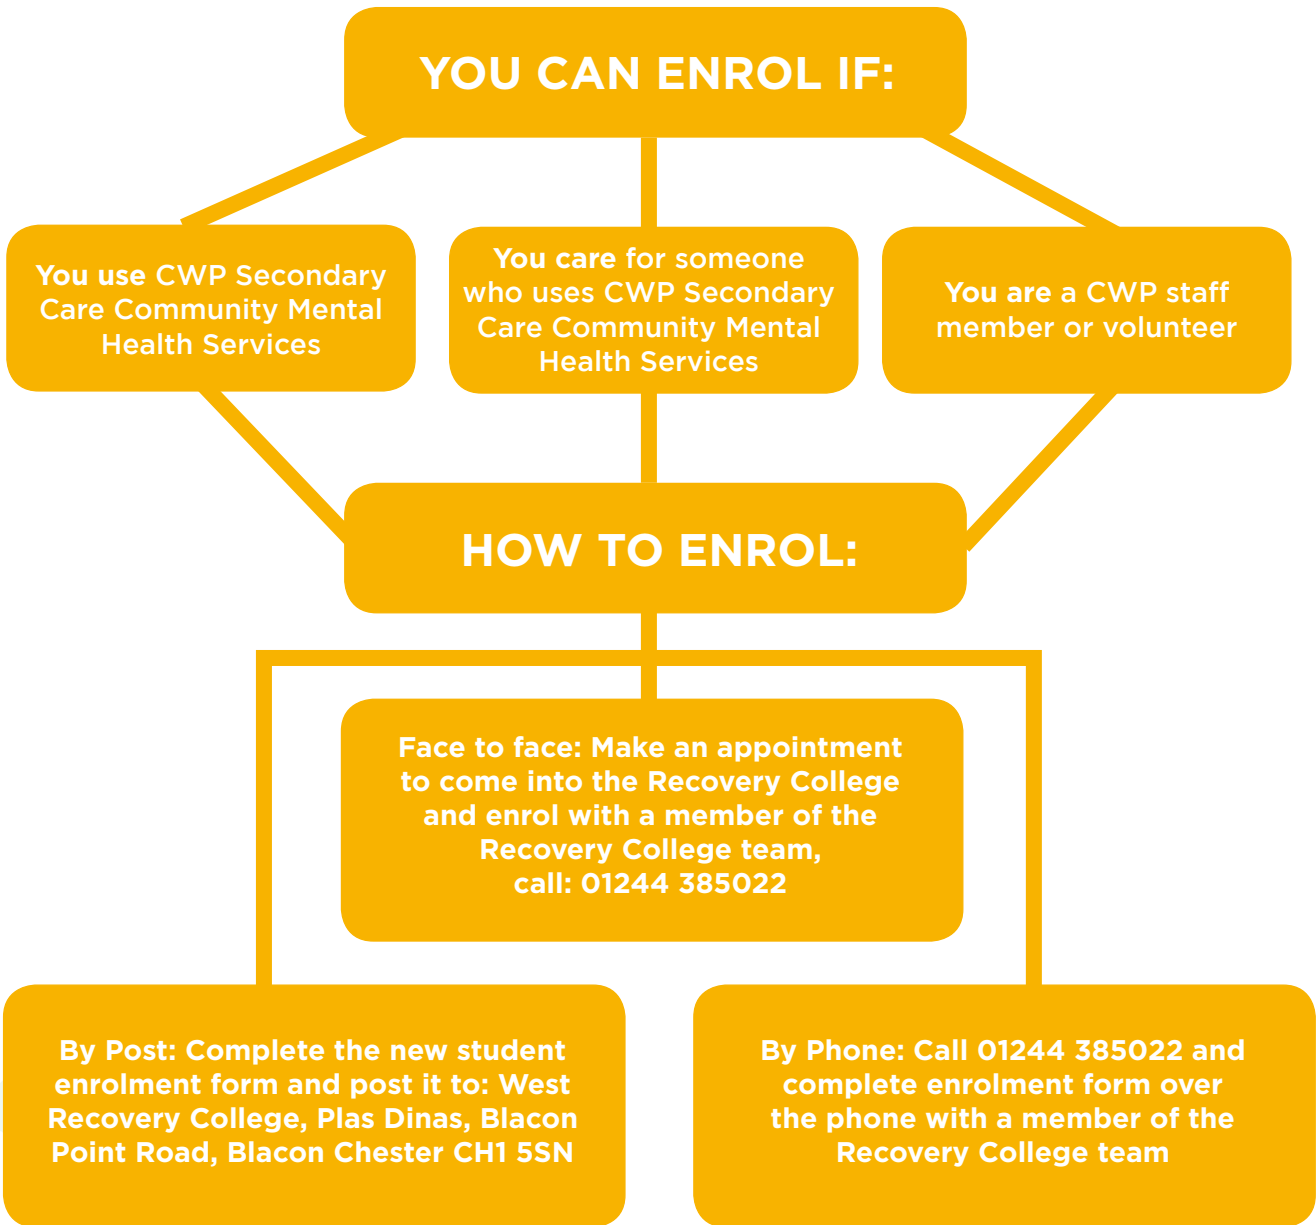 YOU CAN ENROL IF:
You use CWP Secondary
Care Community Mental
Health Services
You care for someone
who uses CWP Secondary
Care Community Mental
Health Services
You are a CWP staff
member or volunteer
HOW TO ENROL:
Face to face: Make an appointment
to come into the Recovery College
and enrol with a member of the
Recovery College team,
call: 01244 385022
By Post: Complete the new student
enrolment form and post it to: West
Recovery College, Plas Dinas, Blacon
Point Road, Blacon Chester CH1 5SN
By Phone: Call 01244 385022 and
complete enrolment form over
the phone with a member of the
Recovery College team